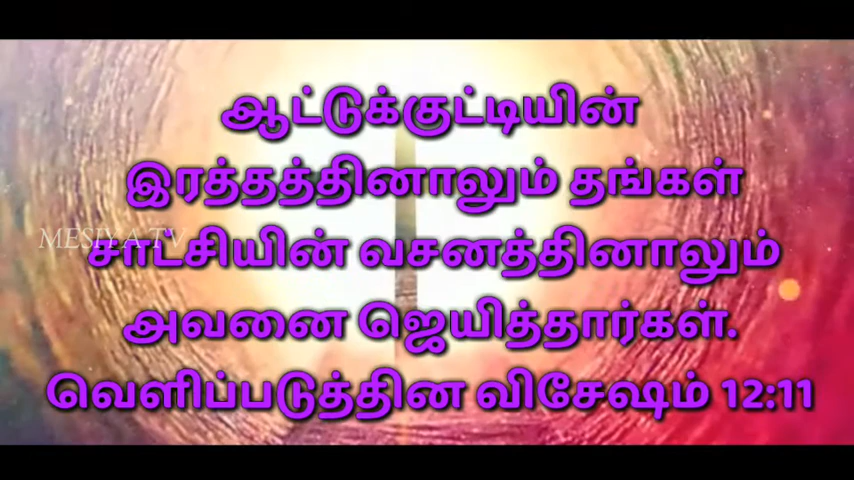 ஆட்டுக்குட்டியின்
இரத்தத்தினாலும் தங்கள்
MESIYA TV
சாட்சியின் வசனத்தினாலும்
அவனை ஜெயித்தார்கள்.
வெளிப்படுத்தின விசேஷம் 12:11